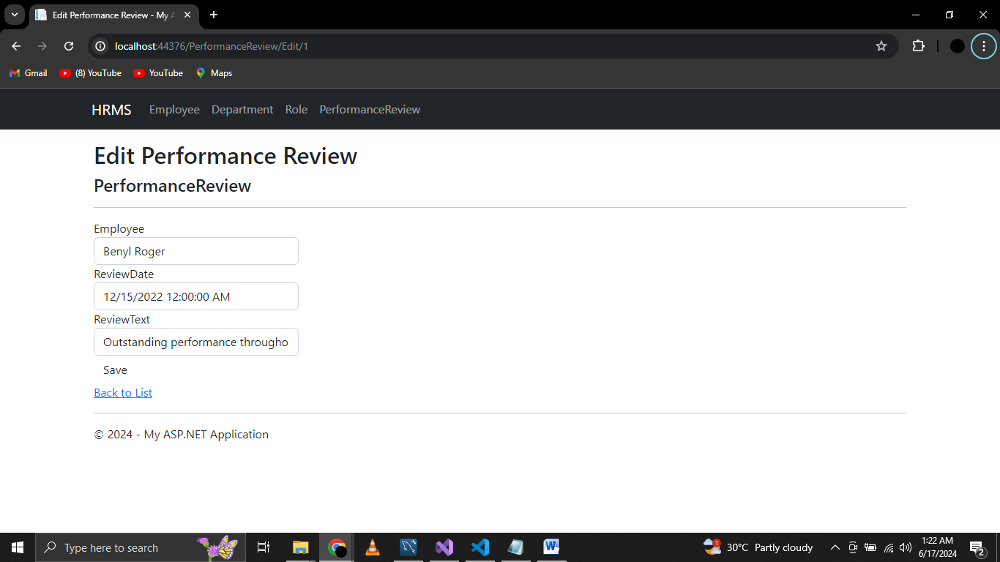 Edit Performance Review - My A
localhost:44376/PerformanceReview/Edit/1
Gmail (8) YouTube YouTube Maps
HRMS Employee Department Role PerformanceReview
Edit Performance Review
PerformanceReview
Employee
Benyl Roger
ReviewDate
12/15/2022 12:00:00 AM
ReviewText
Outstanding performance througho
Save
Back to List
© 2024 - My ASP.NET Application
Type here to search
1
30°C Partly cloudy
1:22 AM
6/17/2024
2